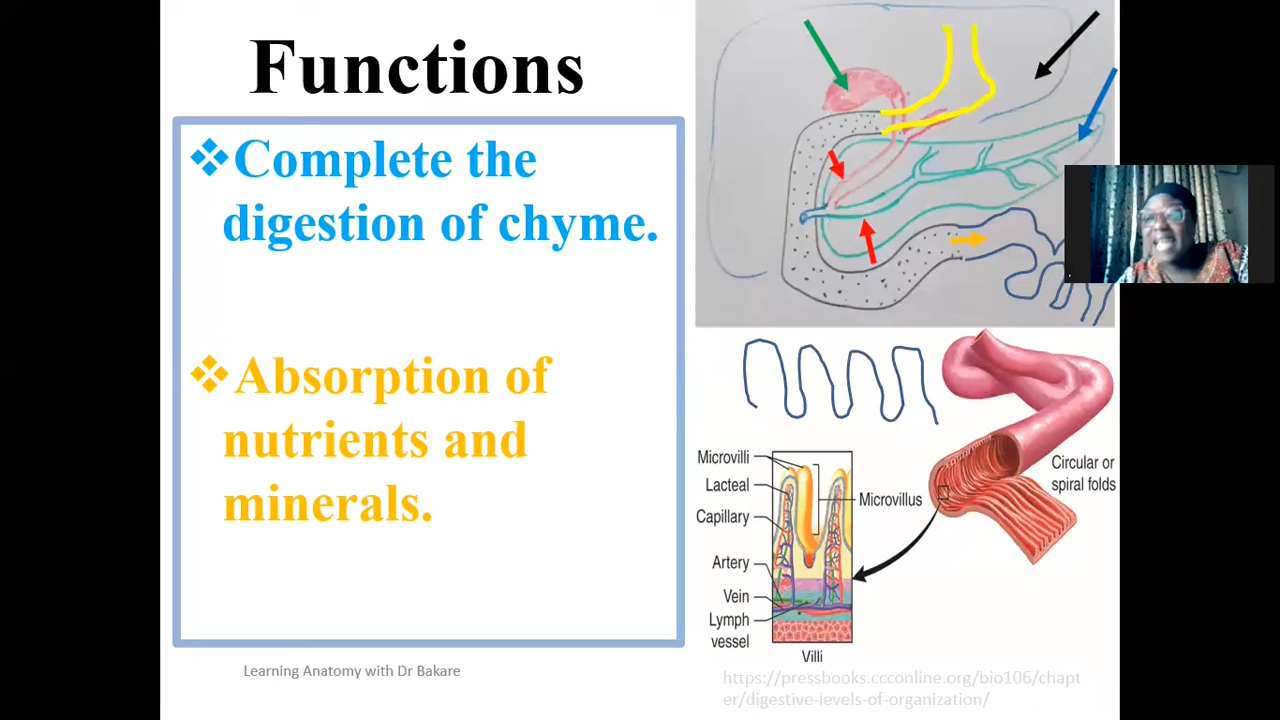 Functions
❖Complete the
digestion of chyme.
❖Absorption of
nutrients and
minerals.
Circular or
spiral folds
Microvilli
Lacteal
Microvillus
Capillary
Artery
Vein
Lymph
vessel
Villi
Learning Anatomy with Dr Bakare
https://pressbooks.ccconline.org/bio106/chapt
er/digestive-levels-of-organization/